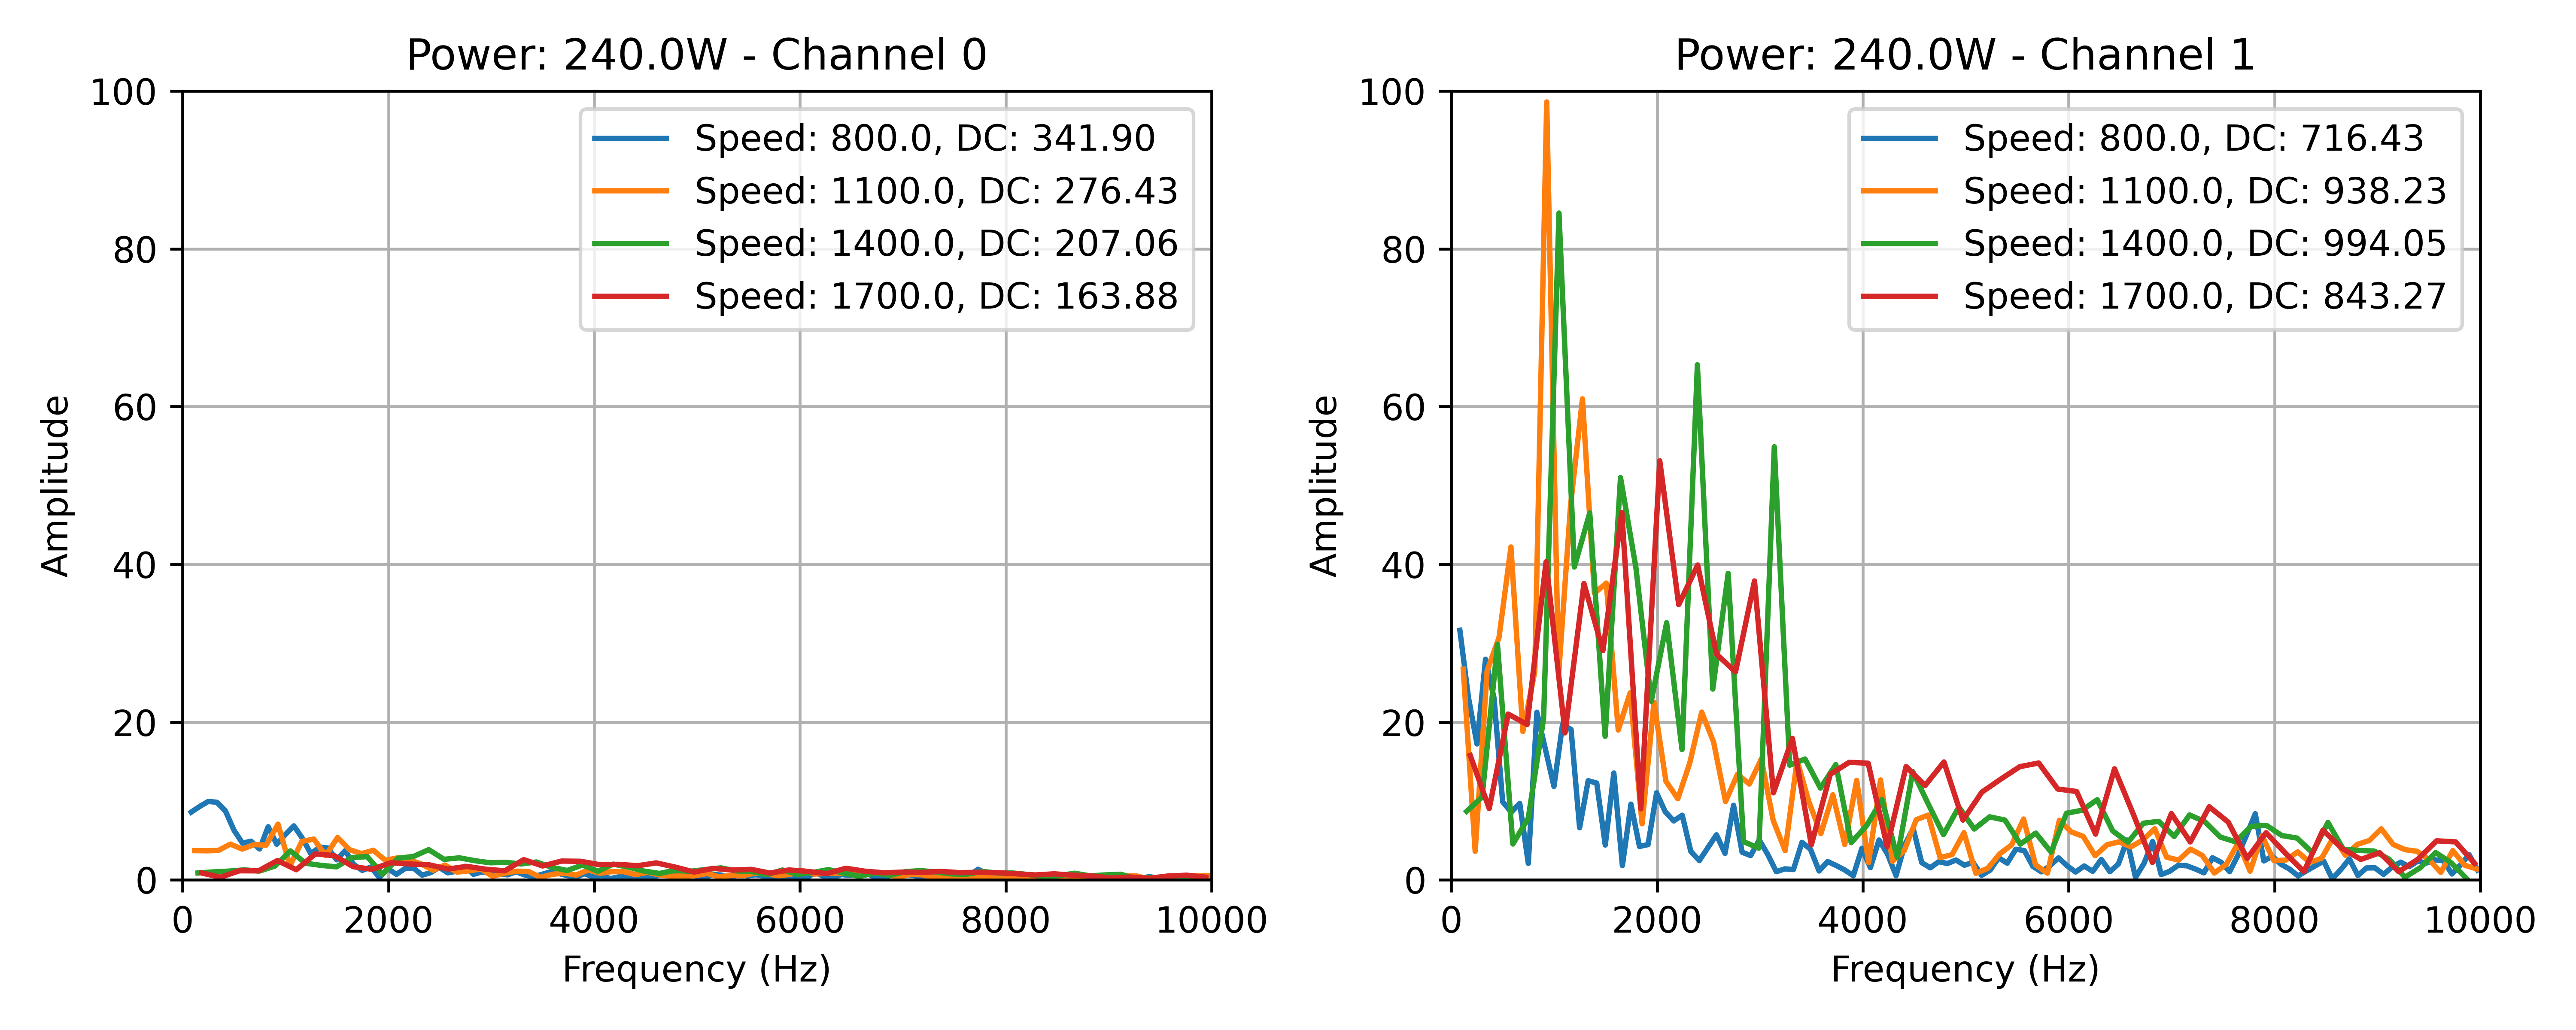 Power: 240.0W - Channel 0
100
80
60
40
20
0
Amplitude
Speed: 800.0, DC: 341.90
Speed: 1100.0, DC: 276.43
Speed: 1400.0, DC: 207.06
Speed: 1700.0, DC: 163.88
0 2000 4000 6000 8000 10000
Frequency (Hz)
Power: 240.0W - Channel 1
100
80
60
40
20
0
Amplitude
Speed: 800.0, DC: 716.43
Speed: 1100.0, DC: 938.23
Speed: 1400.0, DC: 994.05
Speed: 1700.0, DC: 843.27
0 2000 4000 6000 8000 10000
Frequency (Hz)